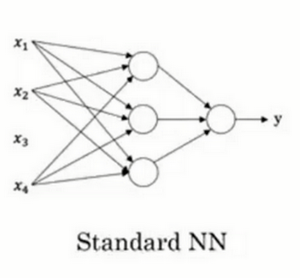 x₁
x₂
y
x₃
x₄
Standard NN